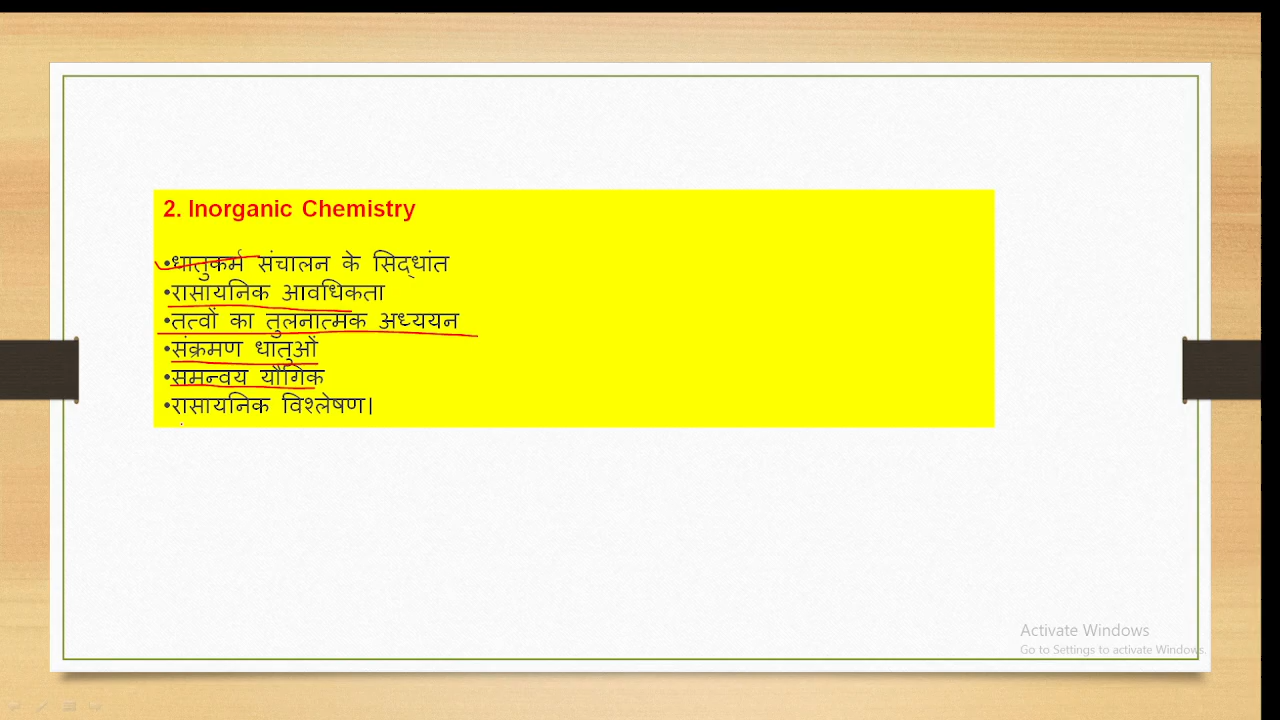 2. Inorganic Chemistry
•धातुकर्म संचालन के सिद्धांत
•रासायनिक आवधिकता
•तत्वों का तुलनात्मक अध्ययन
•संक्रमण धातुओं
•समन्वय यौगिक
•रासायनिक विश्लेषण।
Activate Windows
Go to Settings to activate Windows.